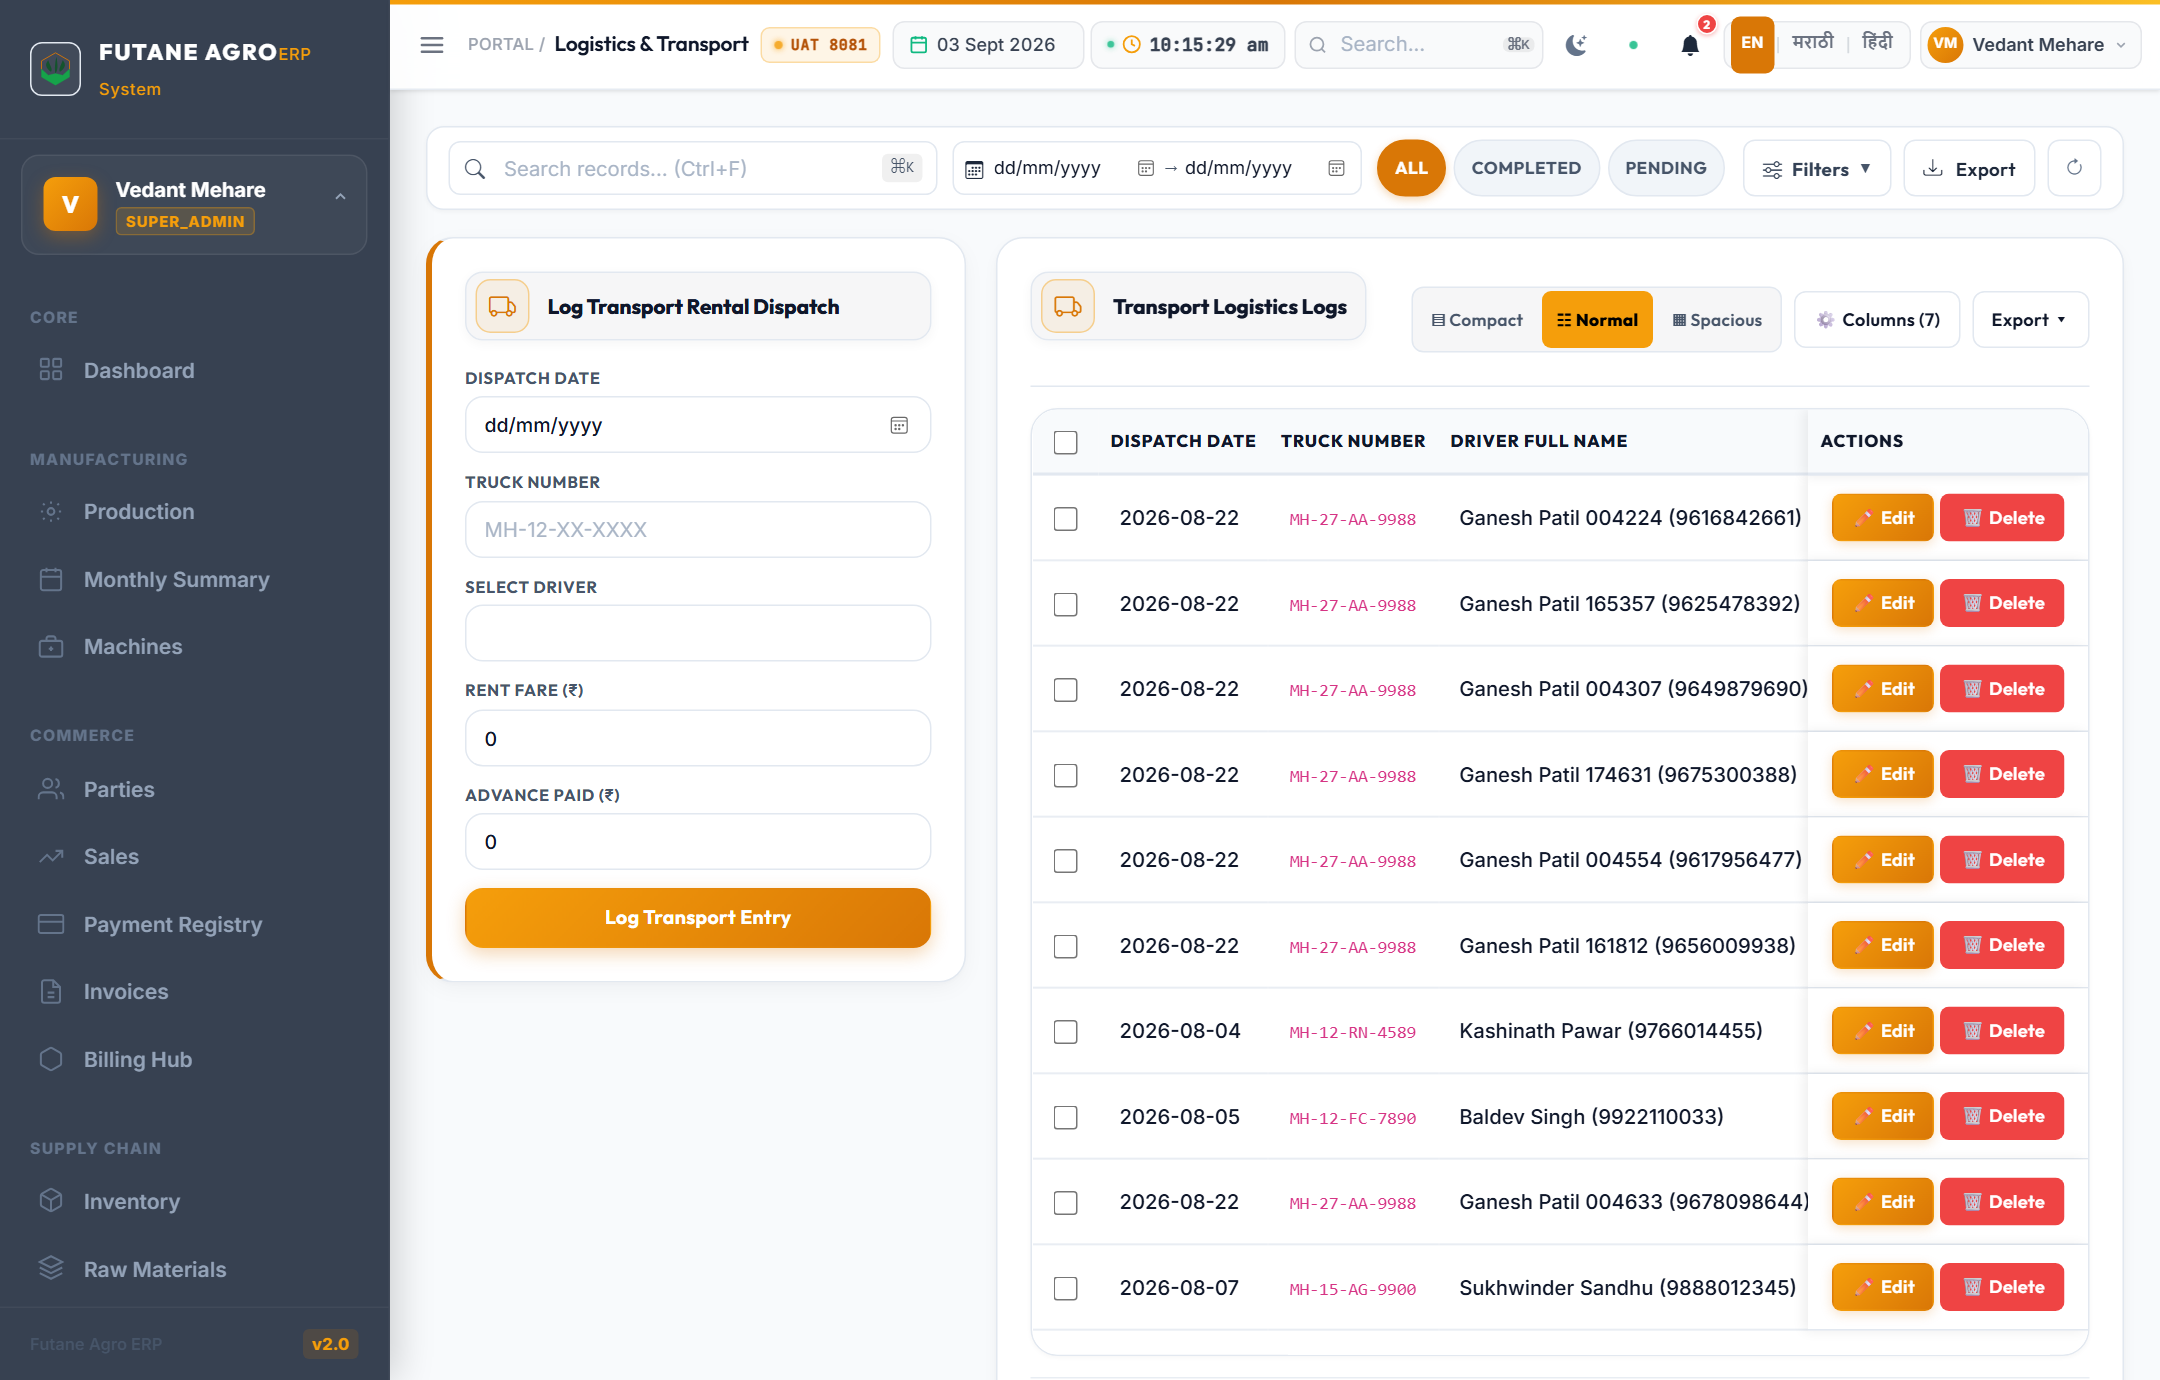 FUTANE AGRO ERP
System
Vedant Mehare
V
SUPER_ADMIN
CORE
Dashboard
MANUFACTURING
Production
Monthly Summary
Machines
COMMERCE
Parties
Sales
Payment Registry
Invoices
Billing Hub
SUPPLY CHAIN
Inventory
Raw Materials
Futane Agro ERP
v2.0
PORTAL / Logistics & Transport
UAT 8081
03 Sept 2026
10:15:29 am
Search...
⌘K
2
EN | मराठी | हिंदी
VM Vedant Mehare
Search records... (Ctrl+F)
⌘K
dd/mm/yyyy → dd/mm/yyyy
ALL
COMPLETED
PENDING
Filters ▼
Export
Log Transport Rental Dispatch
DISPATCH DATE
dd/mm/yyyy
TRUCK NUMBER
MH-12-XX-XXXX
SELECT DRIVER
RENT FARE (₹)
0
ADVANCE PAID (₹)
0
Log Transport Entry
Transport Logistics Logs
Compact
Normal
Spacious
Columns (7)
Export ▼
DISPATCH DATE TRUCK NUMBER DRIVER FULL NAME ACTIONS
2026-08-22 MH-27-AA-9988 Ganesh Patil 004224 (9616842661) Edit Delete
2026-08-22 MH-27-AA-9988 Ganesh Patil 165357 (9625478392) Edit Delete
2026-08-22 MH-27-AA-9988 Ganesh Patil 004307 (9649879690) Edit Delete
2026-08-22 MH-27-AA-9988 Ganesh Patil 174631 (9675300388) Edit Delete
2026-08-22 MH-27-AA-9988 Ganesh Patil 004554 (9617956477) Edit Delete
2026-08-22 MH-27-AA-9988 Ganesh Patil 161812 (9656009938) Edit Delete
2026-08-04 MH-12-RN-4589 Kashinath Pawar (9766014455) Edit Delete
2026-08-05 MH-12-FC-7890 Baldev Singh (9922110033) Edit Delete
2026-08-22 MH-27-AA-9988 Ganesh Patil 004633 (9678098644) Edit Delete
2026-08-07 MH-15-AG-9900 Sukhwinder Sandhu (9888012345) Edit Delete